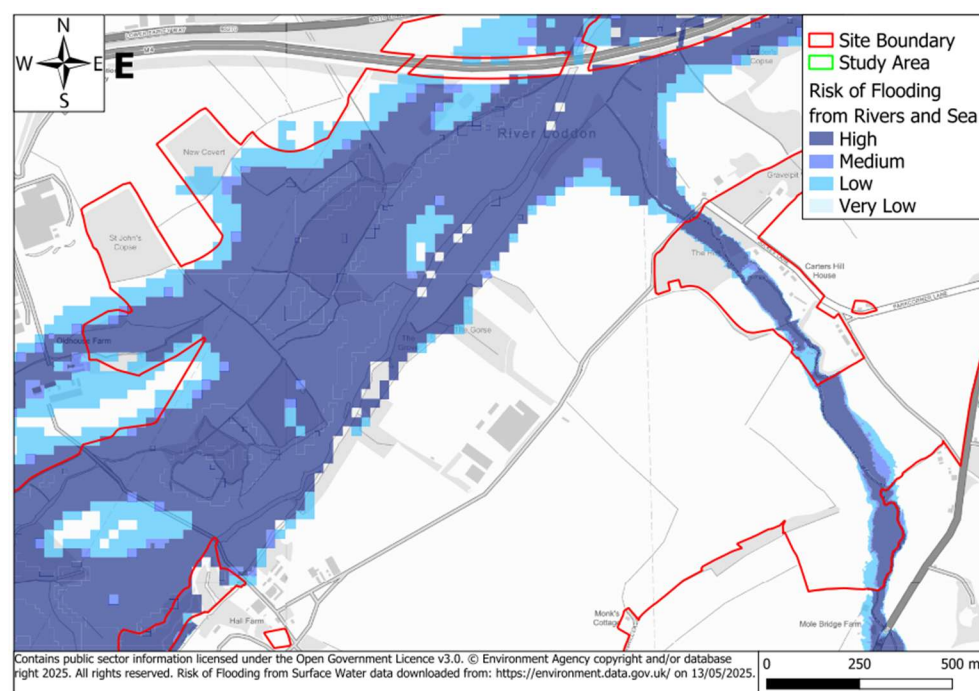 N
W E
S
E
M4
Site Boundary
Study Area
Risk of Flooding
from Rivers and Sea
High
Medium
Low
Very Low
Copse
River Loddon
New Covert
St John's
Copse
Carters Hill
House
Oldhouse Farm
The Gorse
Monk's
Cottage
Hall Farm
Mole Bridge Farm
Contains public sector information licensed under the Open Government Licence v3.0. © Environment Agency copyright and/or database
right 2025. All rights reserved. Risk of Flooding from Surface Water data downloaded from: https://environment.data.gov.uk/ on 13/05/2025.
0 250 500 m